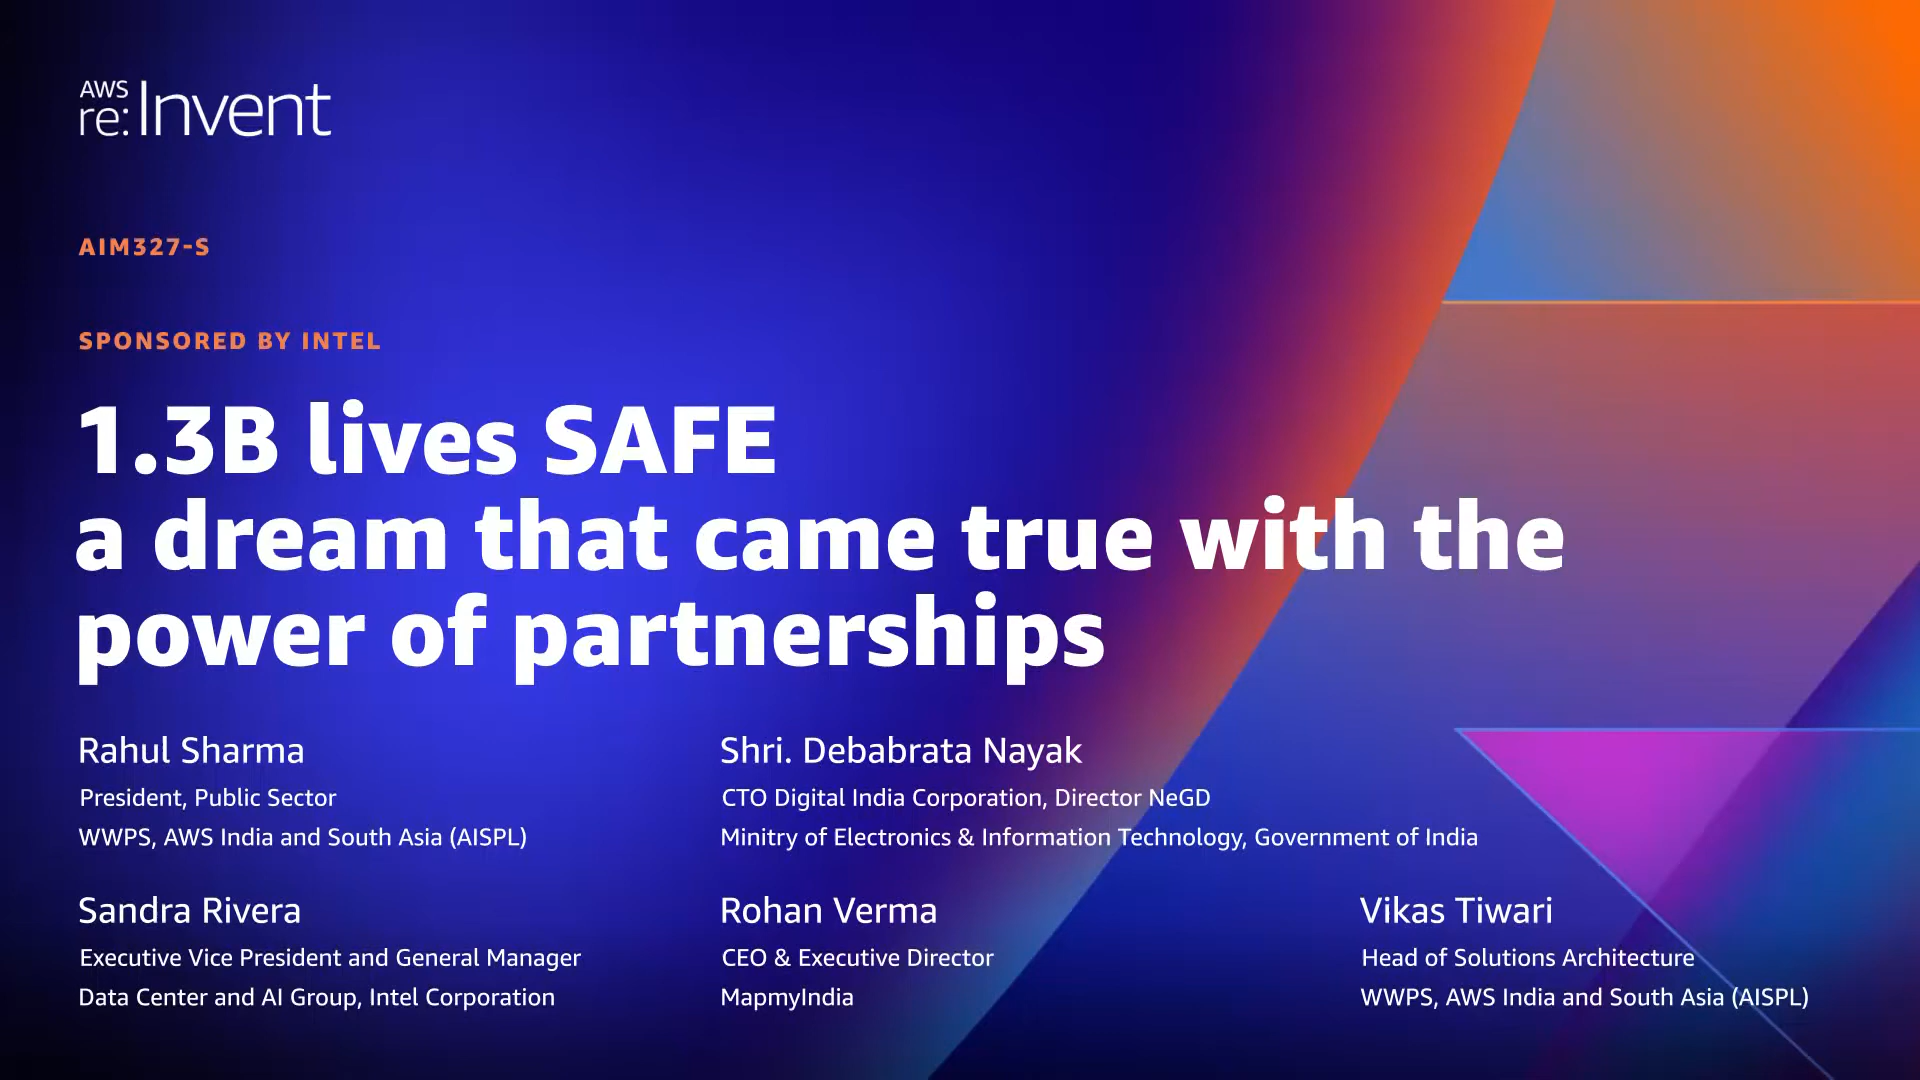 AWS
re:Invent
AIM327-S
SPONSORED BY INTEL
1.3B lives SAFE
a dream that came true with the
power of partnerships
Rahul Sharma
President, Public Sector
WWPS, AWS India and South Asia (AISPL)
Shri. Debabrata Nayak
CTO Digital India Corporation, Director NeGD
Minitry of Electronics & Information Technology, Government of India
Sandra Rivera
Executive Vice President and General Manager
Data Center and AI Group, Intel Corporation
Rohan Verma
CEO & Executive Director
MapmyIndia
Vikas Tiwari
Head of Solutions Architecture
WWPS, AWS India and South Asia (AISPL)